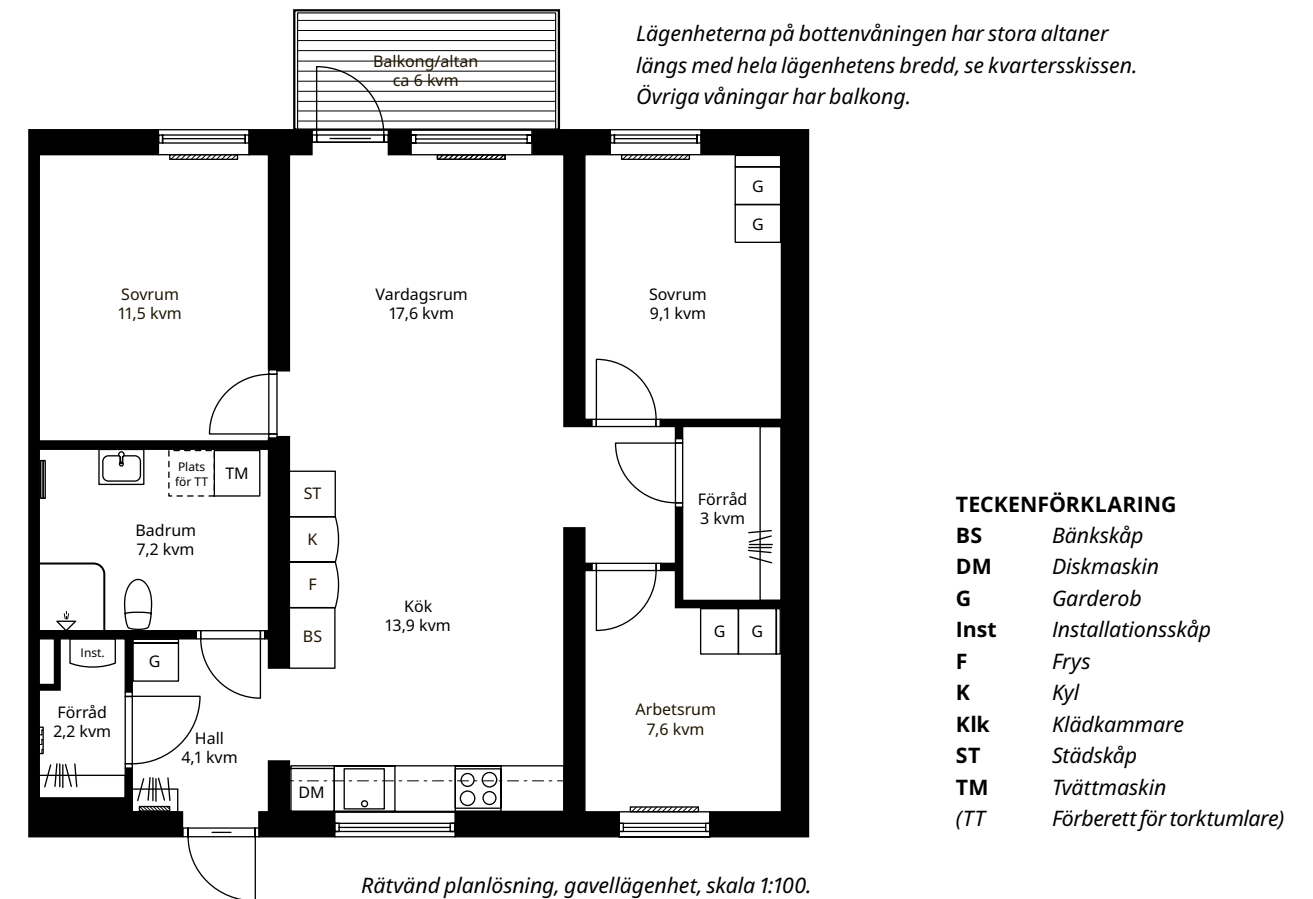 Lägenheterna på bottenvåningen har stora altaner
längs med hela lägenhetens bredd, se kvartersskissen.
Övriga våningar har balkong.
Balkong/altan
ca 6 kvm
G
G
Sovrum
11,5 kvm
Vardagsrum
17,6 kvm
Sovrum
9,1 kvm
Plats
för TT
TM
ST
K
F
BS
Badrum
7,2 kvm
Förråd
3 kvm
Kök
13,9 kvm
Inst.
G
G
G
Förråd
2,2 kvm
Hall
4,1 kvm
Arbetsrum
7,6 kvm
DM
TECKENFÖRKLARING
BS Bänkskåp
DM Diskmaskin
G Garderob
Inst Installationsskåp
F Frys
K Kyl
Klk Klädkammare
ST Städskåp
TM Tvättmaskin
(TT Förberett för torktumlare)
Rätvänd planlösning, gavellägenhet, skala 1:100.